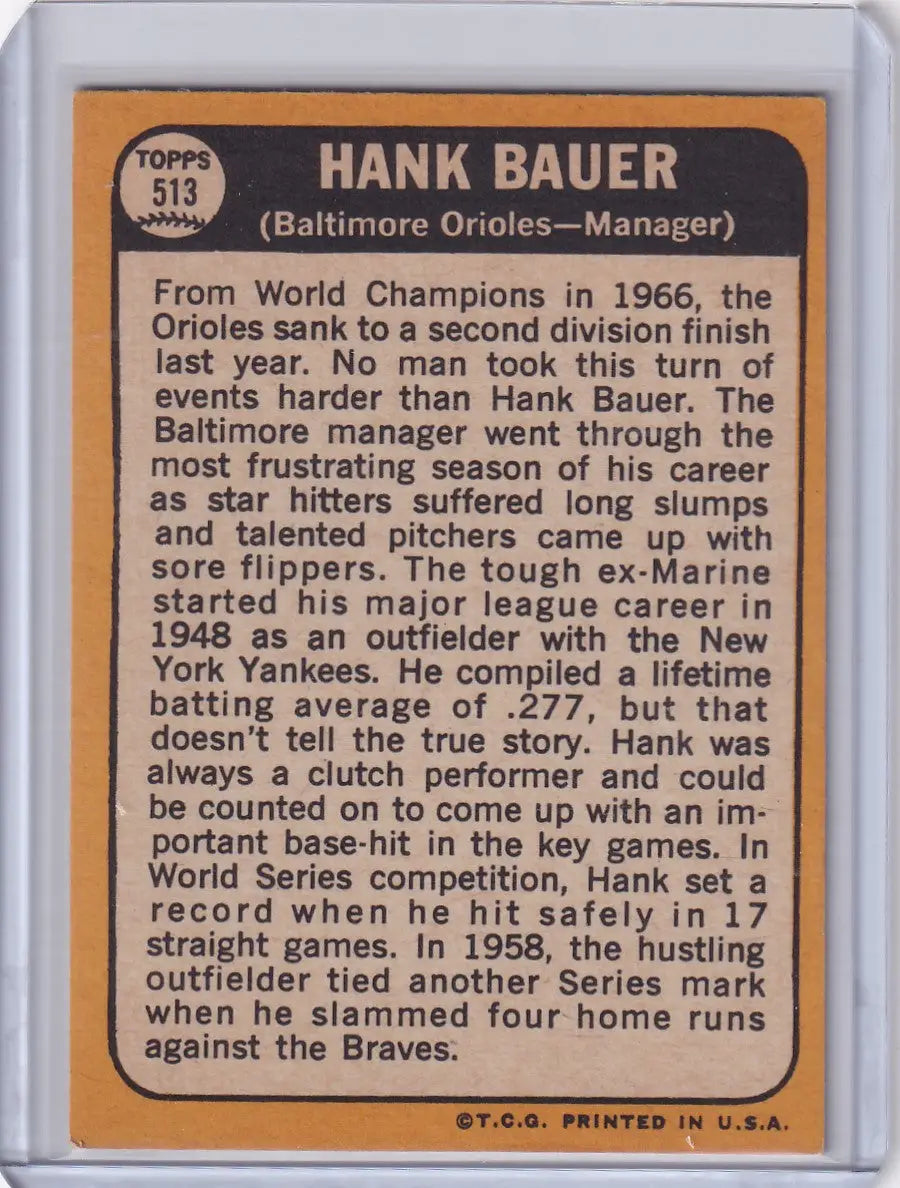 TOPPS
513
HANK BAUER
(Baltimore Orioles—Manager)
From World Champions in 1966, the
Orioles sank to a second division finish
last year. No man took this turn of
events harder than Hank Bauer. The
Baltimore manager went through the
most frustrating season of his career
as star hitters suffered long slumps
and talented pitchers came up with
sore flippers. The tough ex-Marine
started his major league career in
1948 as an outfielder with the New
York Yankees. He compiled a lifetime
batting average of .277, but that
doesn't tell the true story. Hank was
always a clutch performer and could
be counted on to come up with an im-
portant base-hit in the key games. In
World Series competition, Hank set a
record when he hit safely in 17
straight games. In 1958, the hustling
outfielder tied another Series mark
when he slammed four home runs
against the Braves.
©T.C.G. PRINTED IN U.S.A.